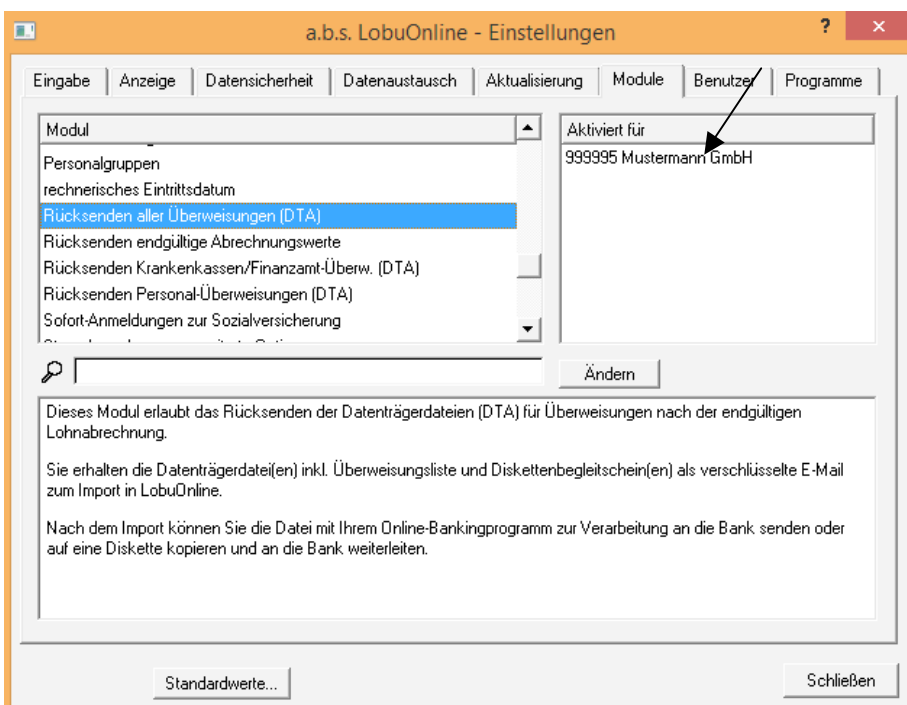 a.b.s. LobuOnline - Einstellungen ?
Eingabe Anzeige Datensicherheit Datenaustausch Aktualisierung Module Benutzer Programme
Modul
Aktiviert für
Personalgruppen
999995 Mustermann GmbH
rechnerisches Eintrittsdatum
Rücksenden aller Überweisungen (DTA)
Rücksenden endgültige Abrechnungswerte
Rücksenden Krankenkassen/Finanzamt-Überw. (DTA)
Rücksenden Personal-Überweisungen (DTA)
Sofort-Anmeldungen zur Sozialversicherung
Ändern
Dieses Modul erlaubt das Rücksenden der Datenträgerdateien (DTA) für Überweisungen nach der endgültigen
Lohnabrechnung.
Sie erhalten die Datenträgerdatei(en) inkl. Überweisungsliste und Diskettenbegleitschein(en) als verschlüsselte E-Mail
zum Import in LobuOnline.
Nach dem Import können Sie die Datei mit Ihrem Online-Bankingprogramm zur Verarbeitung an die Bank senden oder
auf eine Diskette kopieren und an die Bank weiterleiten.
Standardwerte...
Schließen